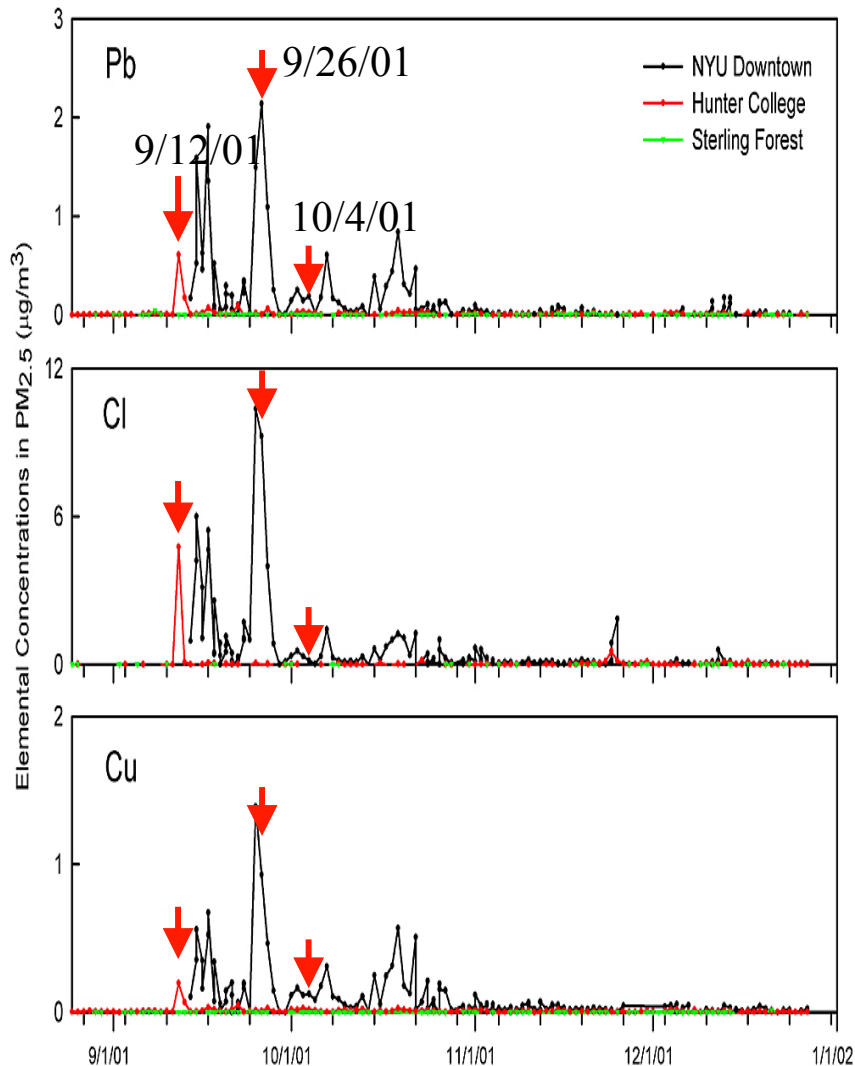 Elemental Concentrations in PM2.5 (µg/m³)
Pb
9/12/01
9/26/01
10/4/01
NYU Downtown
Hunter College
Sterling Forest
3
2
1
0
Cl
12
6
0
Cu
2
1
0
9/1/01
10/1/01
11/1/01
12/1/01
1/1/02